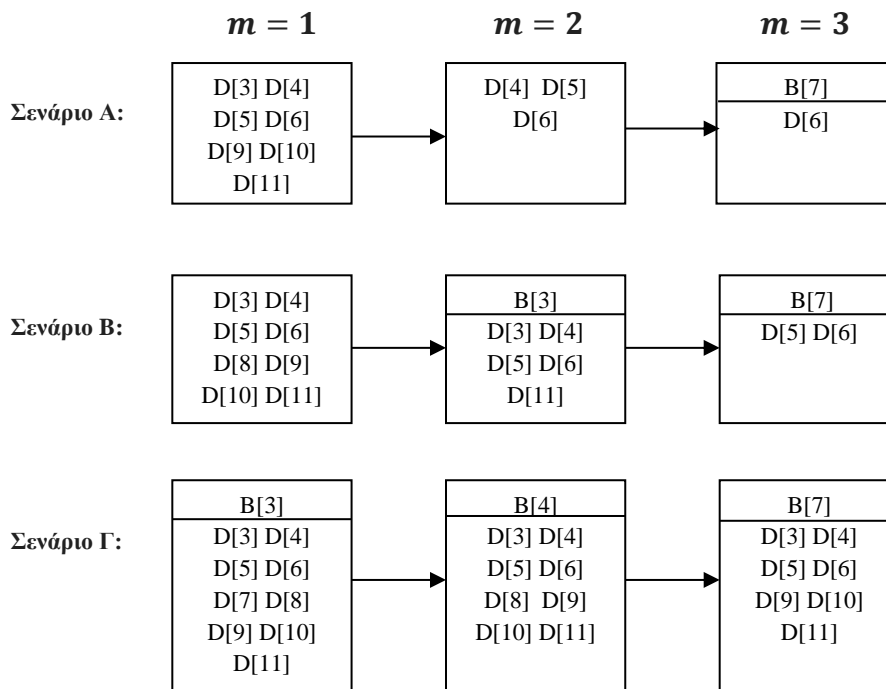 m = 1
m = 2
m = 3
Σενάριο Α:
D[3] D[4]
D[5] D[6]
D[9] D[10]
D[11]
D[4] D[5]
D[6]
B[7]
D[6]
Σενάριο Β:
D[3] D[4]
D[5] D[6]
D[8] D[9]
D[10] D[11]
B[3]
D[3] D[4]
D[5] D[6]
D[11]
B[7]
D[5] D[6]
Σενάριο Γ:
B[3]
D[3] D[4]
D[5] D[6]
D[7] D[8]
D[9] D[10]
D[11]
B[4]
D[3] D[4]
D[5] D[6]
D[8] D[9]
D[10] D[11]
B[7]
D[3] D[4]
D[5] D[6]
D[9] D[10]
D[11]